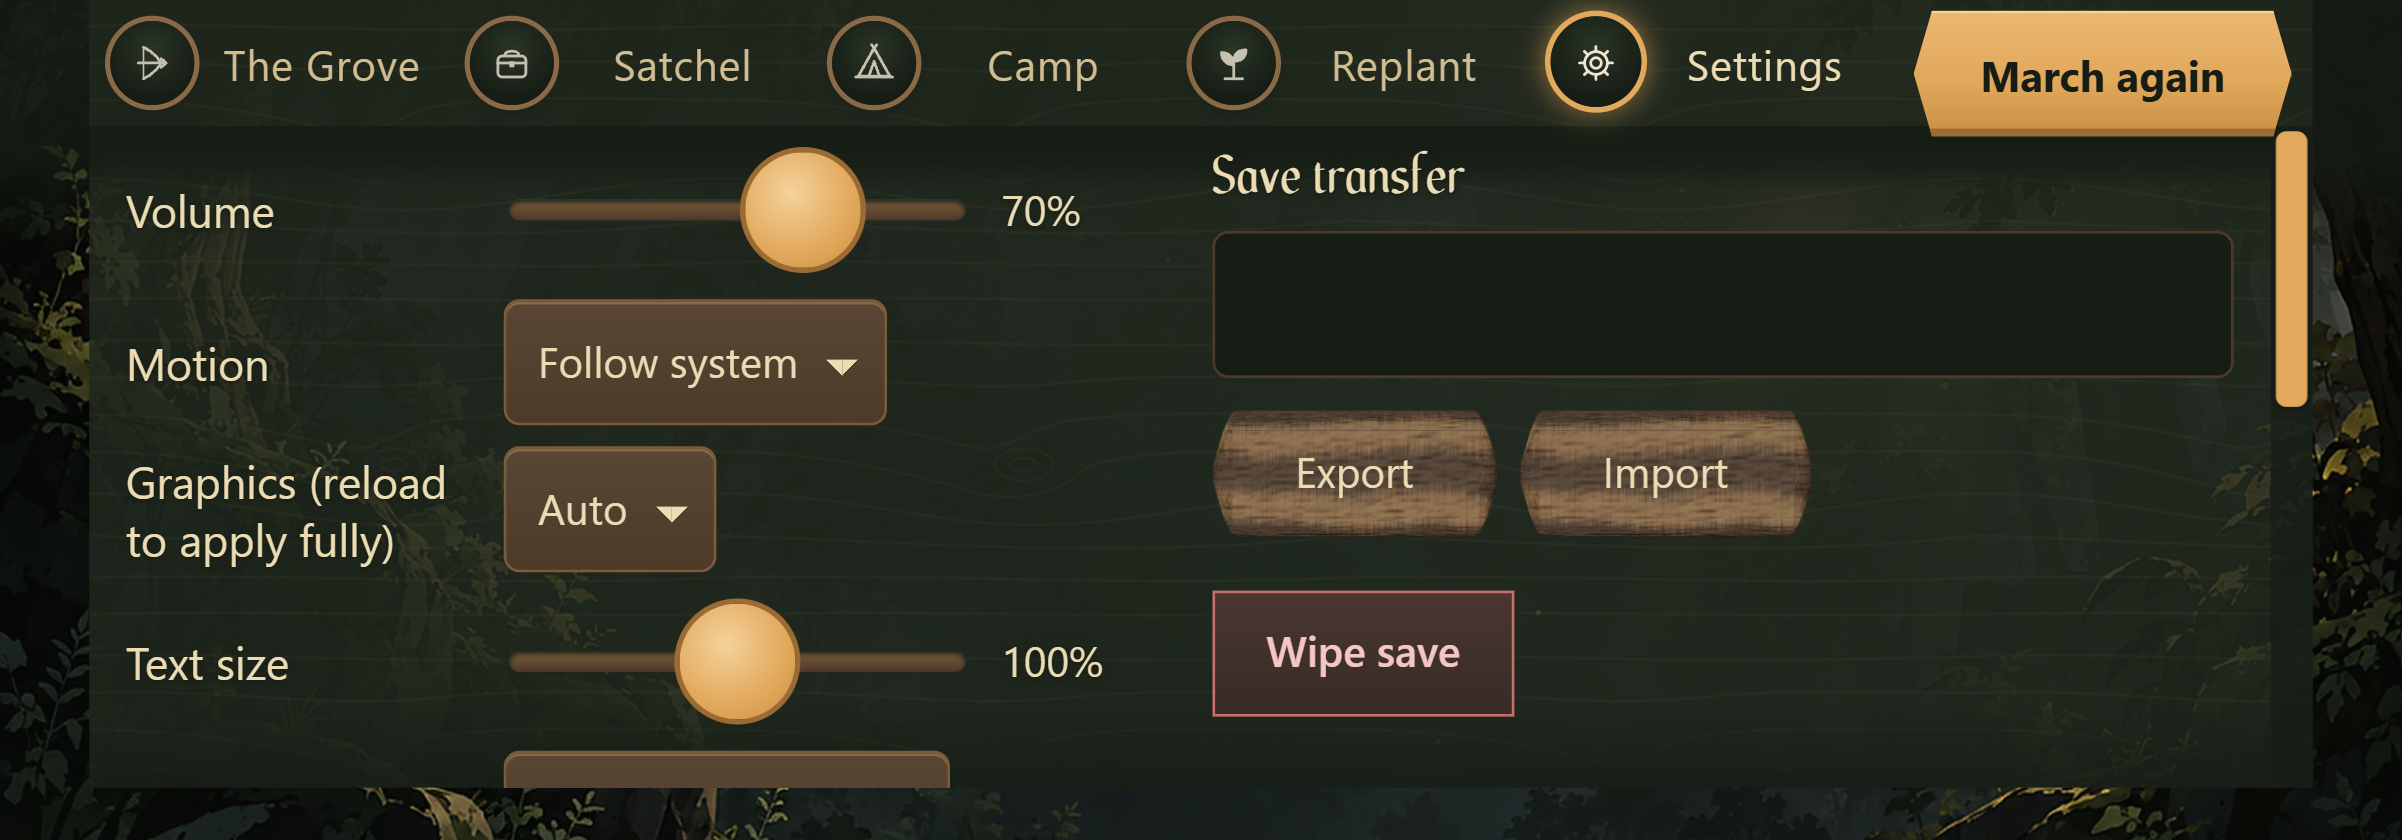 The Grove
Satchel
Camp
Replant
Settings
March again
Volume
70%
Motion
Follow system
Graphics (reload
to apply fully)
Auto
Text size
100%
Save transfer
Export
Import
Wipe save